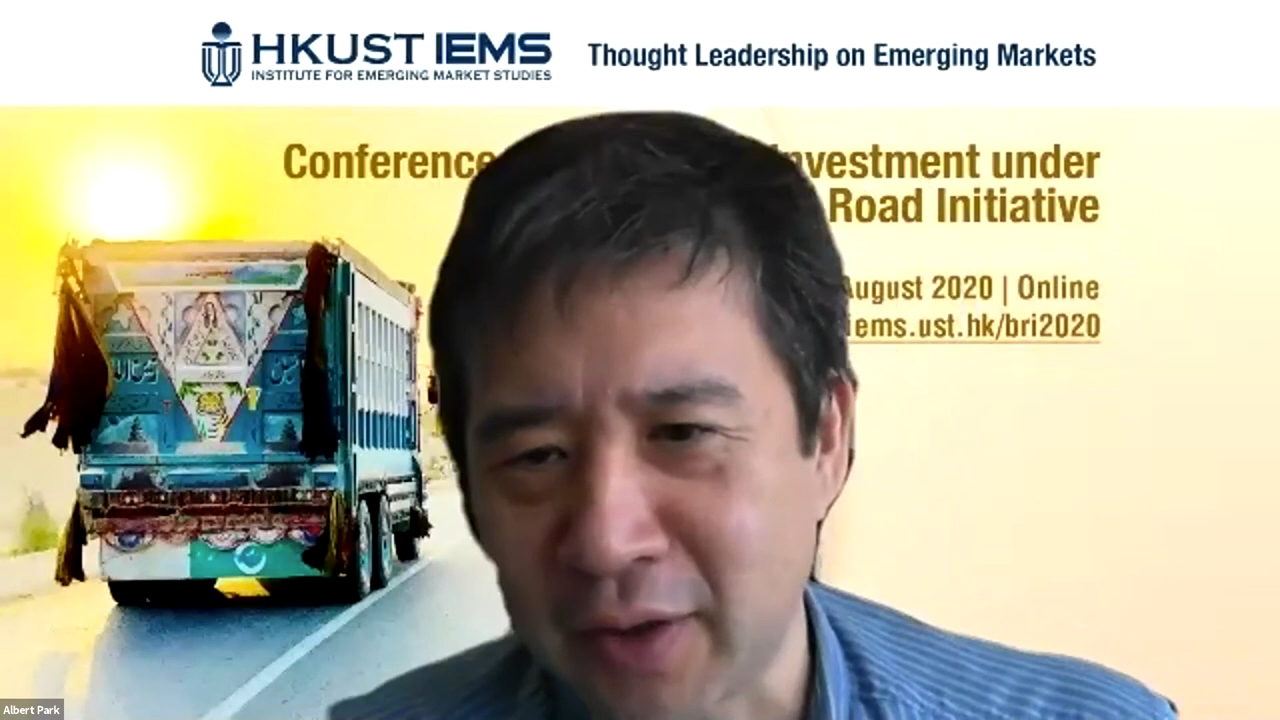 HKUST IEMS
INSTITUTE FOR EMERGING MARKET STUDIES
Thought Leadership on Emerging Markets
Conference
nvestment under
Road Initiative
August 2020 | Online
iems.ust.hk/bri2020
Albert Park